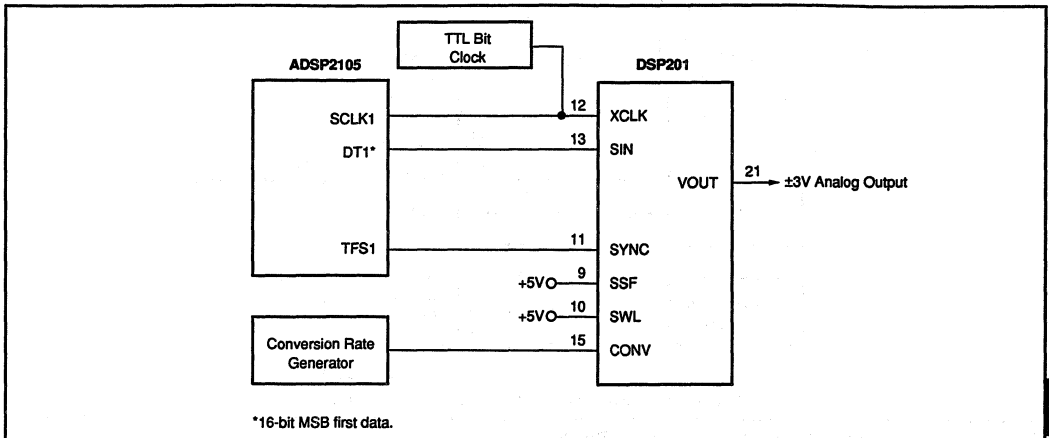 TTL Bit
Clock
ADSP2105
DSP201
SCLK1
12
XCLK
DT1*
13
SIN
VOUT
21
±3V Analog Output
TFS1
11
SYNC
+5V
9
SSF
+5V
10
SWL
Conversion Rate
Generator
15
CONV
*16-bit MSB first data.